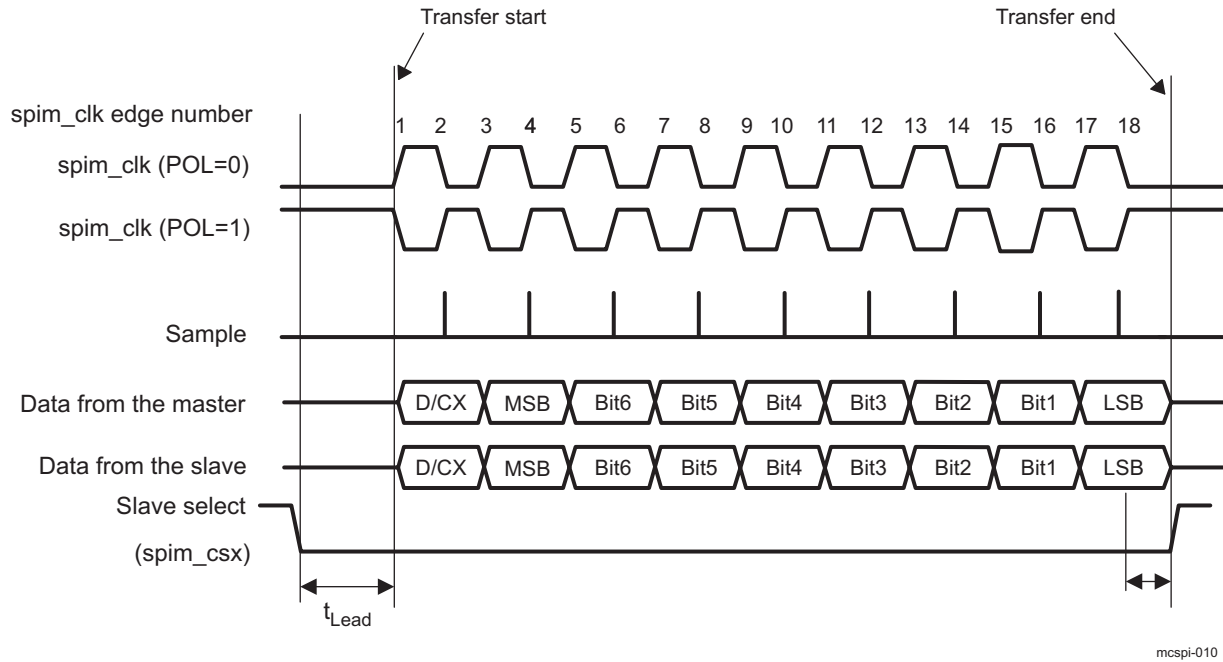 Transfer start Transfer end
spim_clk edge number
1 2 3 4 5 6 7 8 9 10 11 12 13 14 15 16 17 18
spim_clk (POL=0)
spim_clk (POL=1)
Sample
Data from the master D/CX MSB Bit6 Bit5 Bit4 Bit3 Bit2 Bit1 LSB
Data from the slave D/CX MSB Bit6 Bit5 Bit4 Bit3 Bit2 Bit1 LSB
Slave select
(spim_csx)
tLead
mcspi-010